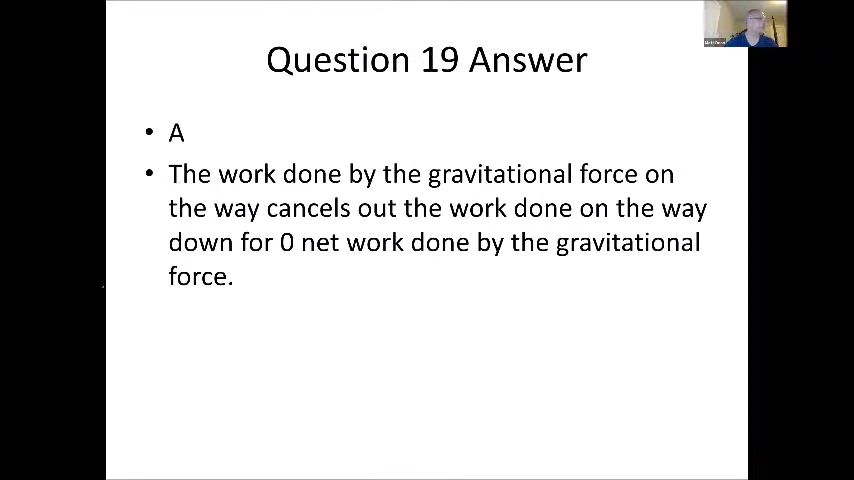 Question 19 Answer
• A
• The work done by the gravitational force on
the way cancels out the work done on the way
down for 0 net work done by the gravitational
force.